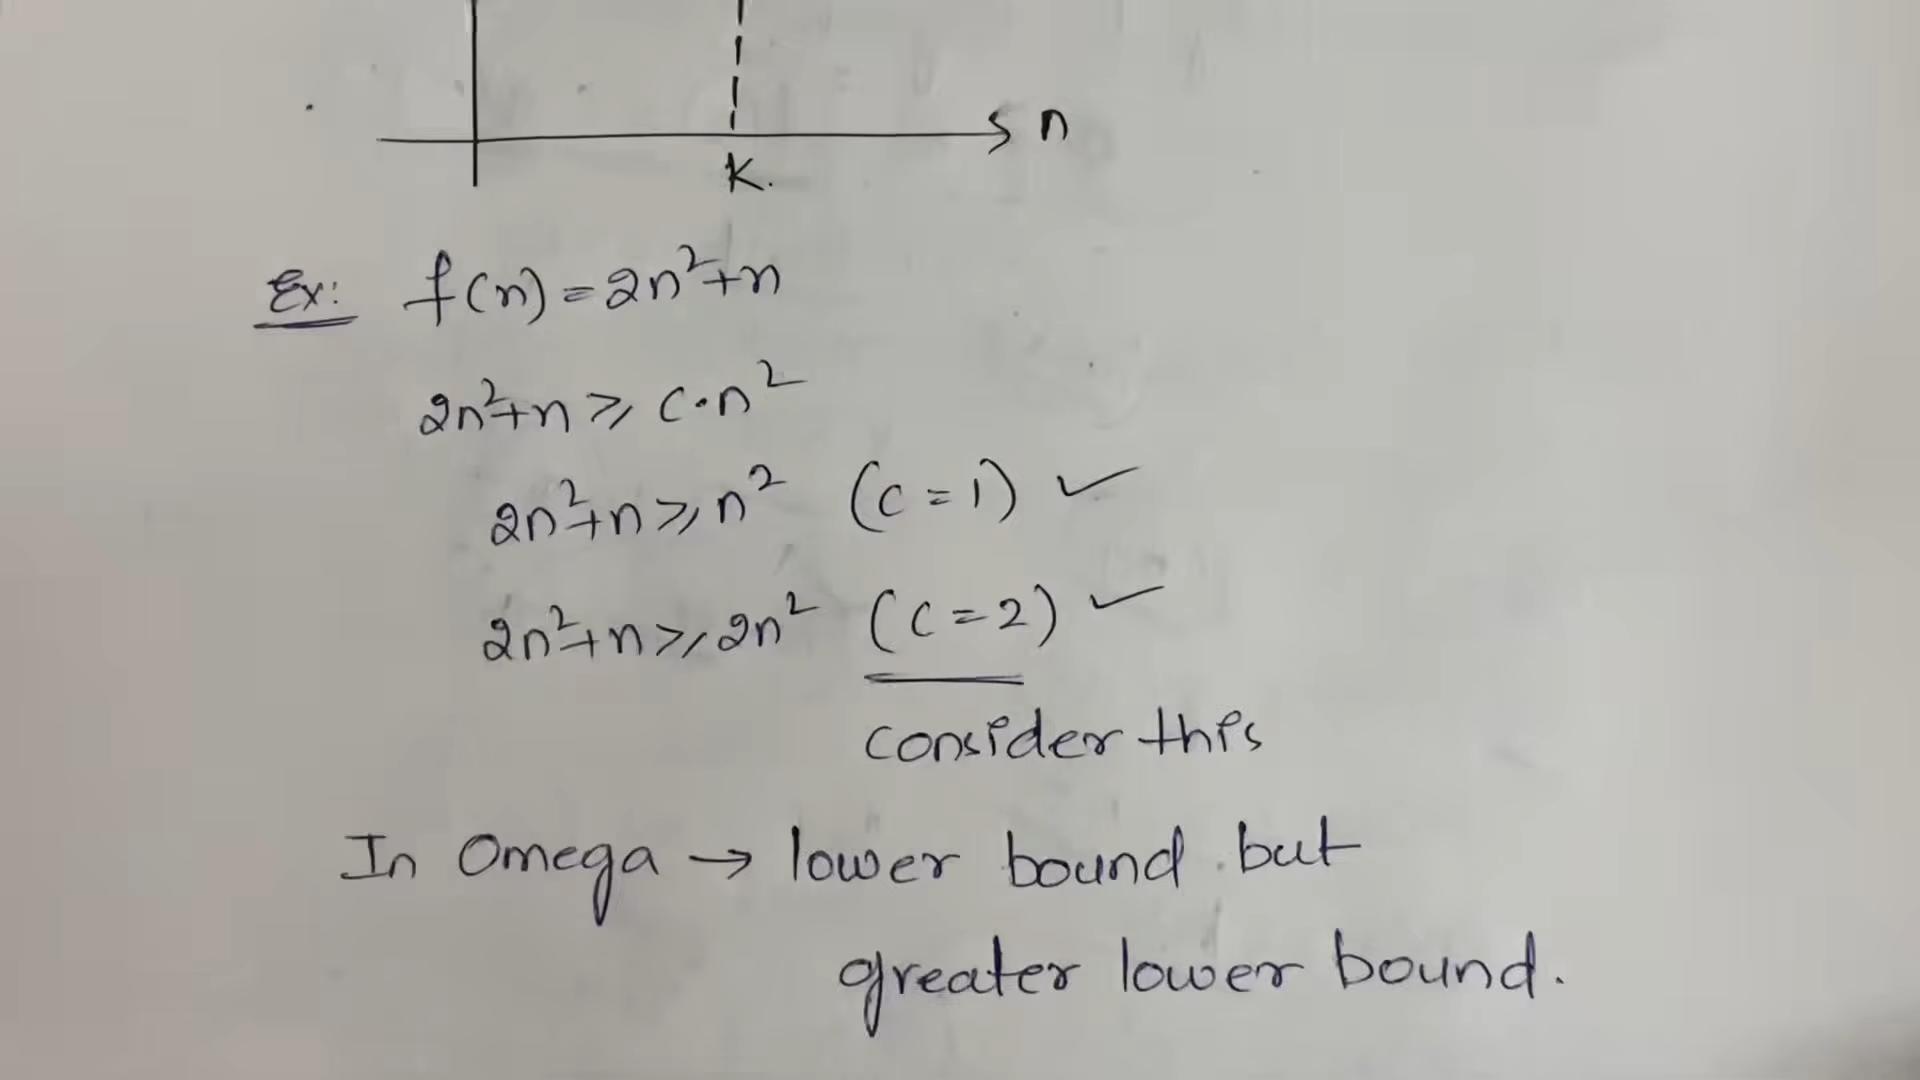 n
K.
Ex: f(n) = 2n²+n
2n²+n ≥ c·n²
2n²+n ≥ n² (c = 1) ✓
2n²+n ≥ 2n² (c = 2) ✓
consider this
In Omega → lower bound but
greater lower bound.